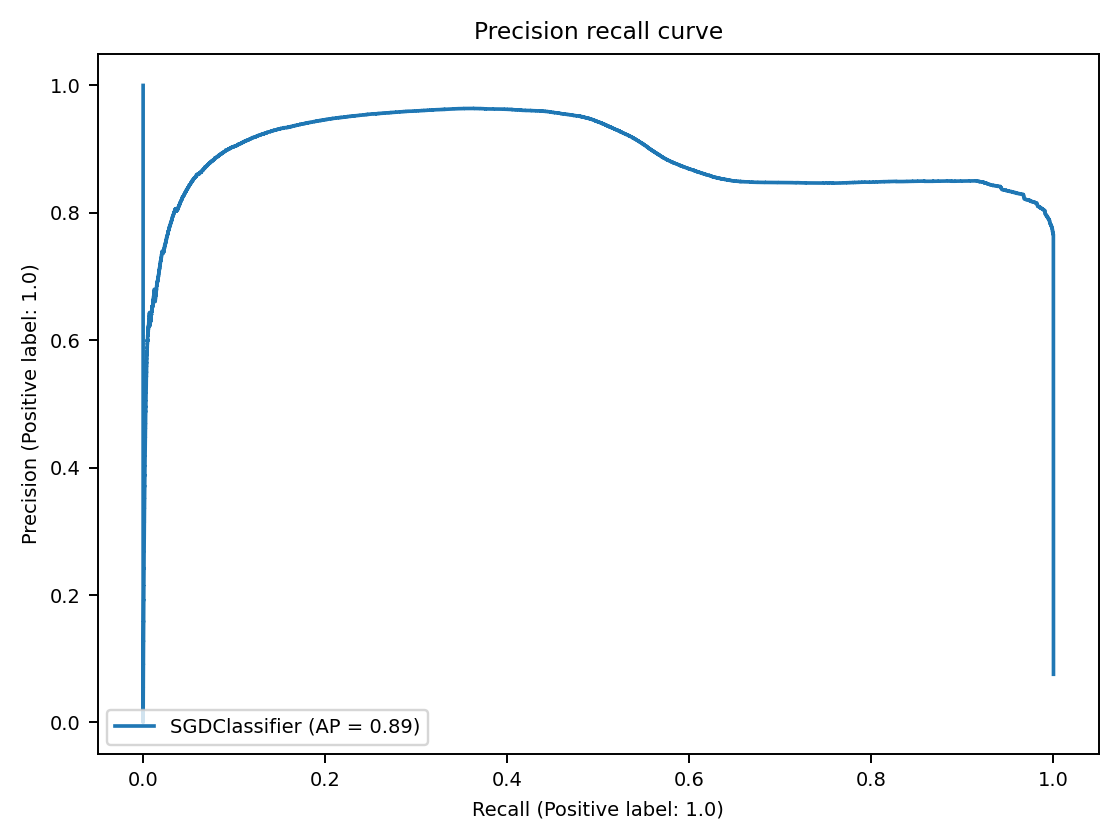 Precision recall curve
1.0
0.8
0.6
0.4
0.2
0.0
Precision (Positive label: 1.0)
SGDClassifier (AP = 0.89)
0.0 0.2 0.4 0.6 0.8 1.0
Recall (Positive label: 1.0)